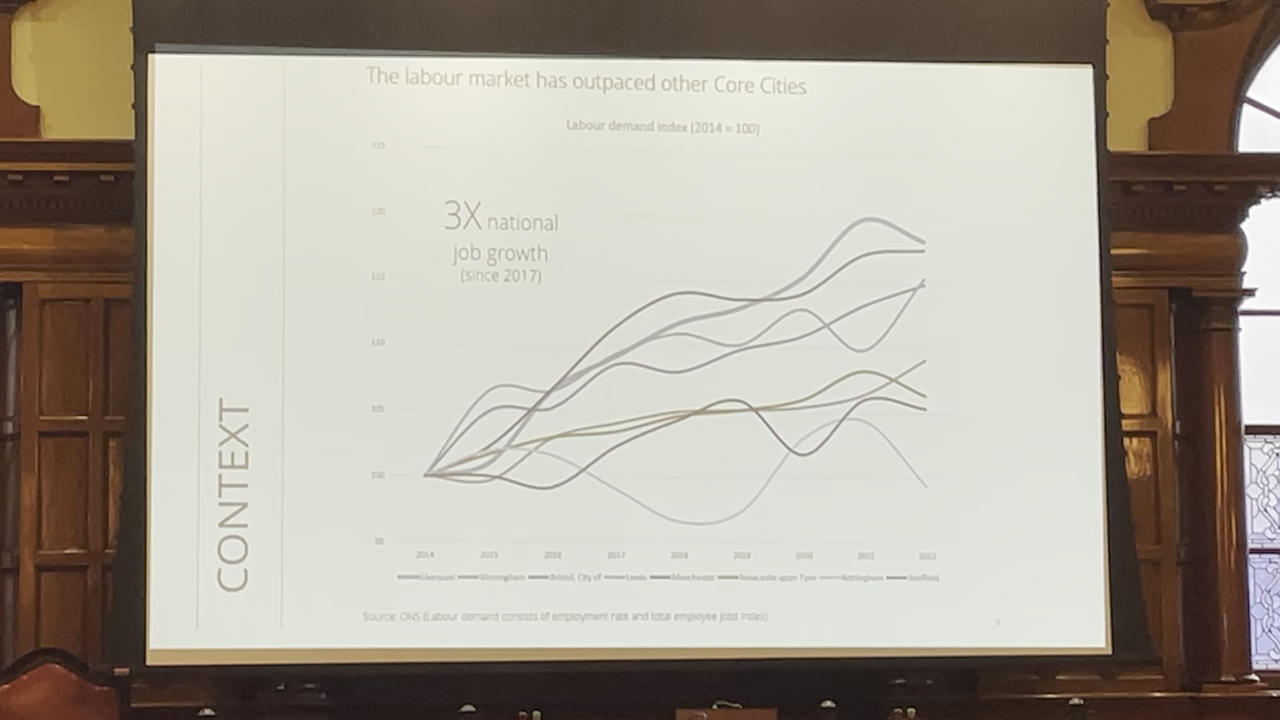 The labour market has outpaced other Core Cities
Labour demand index (2014 = 100)
125
120
3X national
job growth
(since 2017)
115
110
105
100
95
CONTEXT
2014 2015 2016 2017 2018 2019 2020 2021 2022
Liverpool Birmingham Bristol, City of Leeds Manchester Newcastle upon Tyne Nottingham Sheffield
Source: ONS (Labour demand consists of employment rate and total employee jobs index)